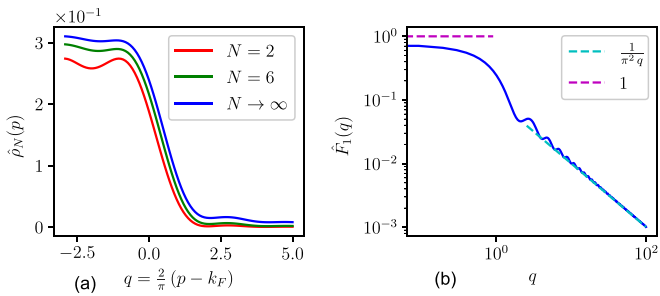 ×10⁻¹
3
2
1
0
ρ̂_N(p)
N = 2
N = 6
N → ∞
−2.5
0.0
2.5
5.0
(a)
q = 2/π (p − k_F)
10⁰
10⁻¹
10⁻²
10⁻³
F̂₁(q)
1/(π² q)
1
10⁰
10²
(b)
q